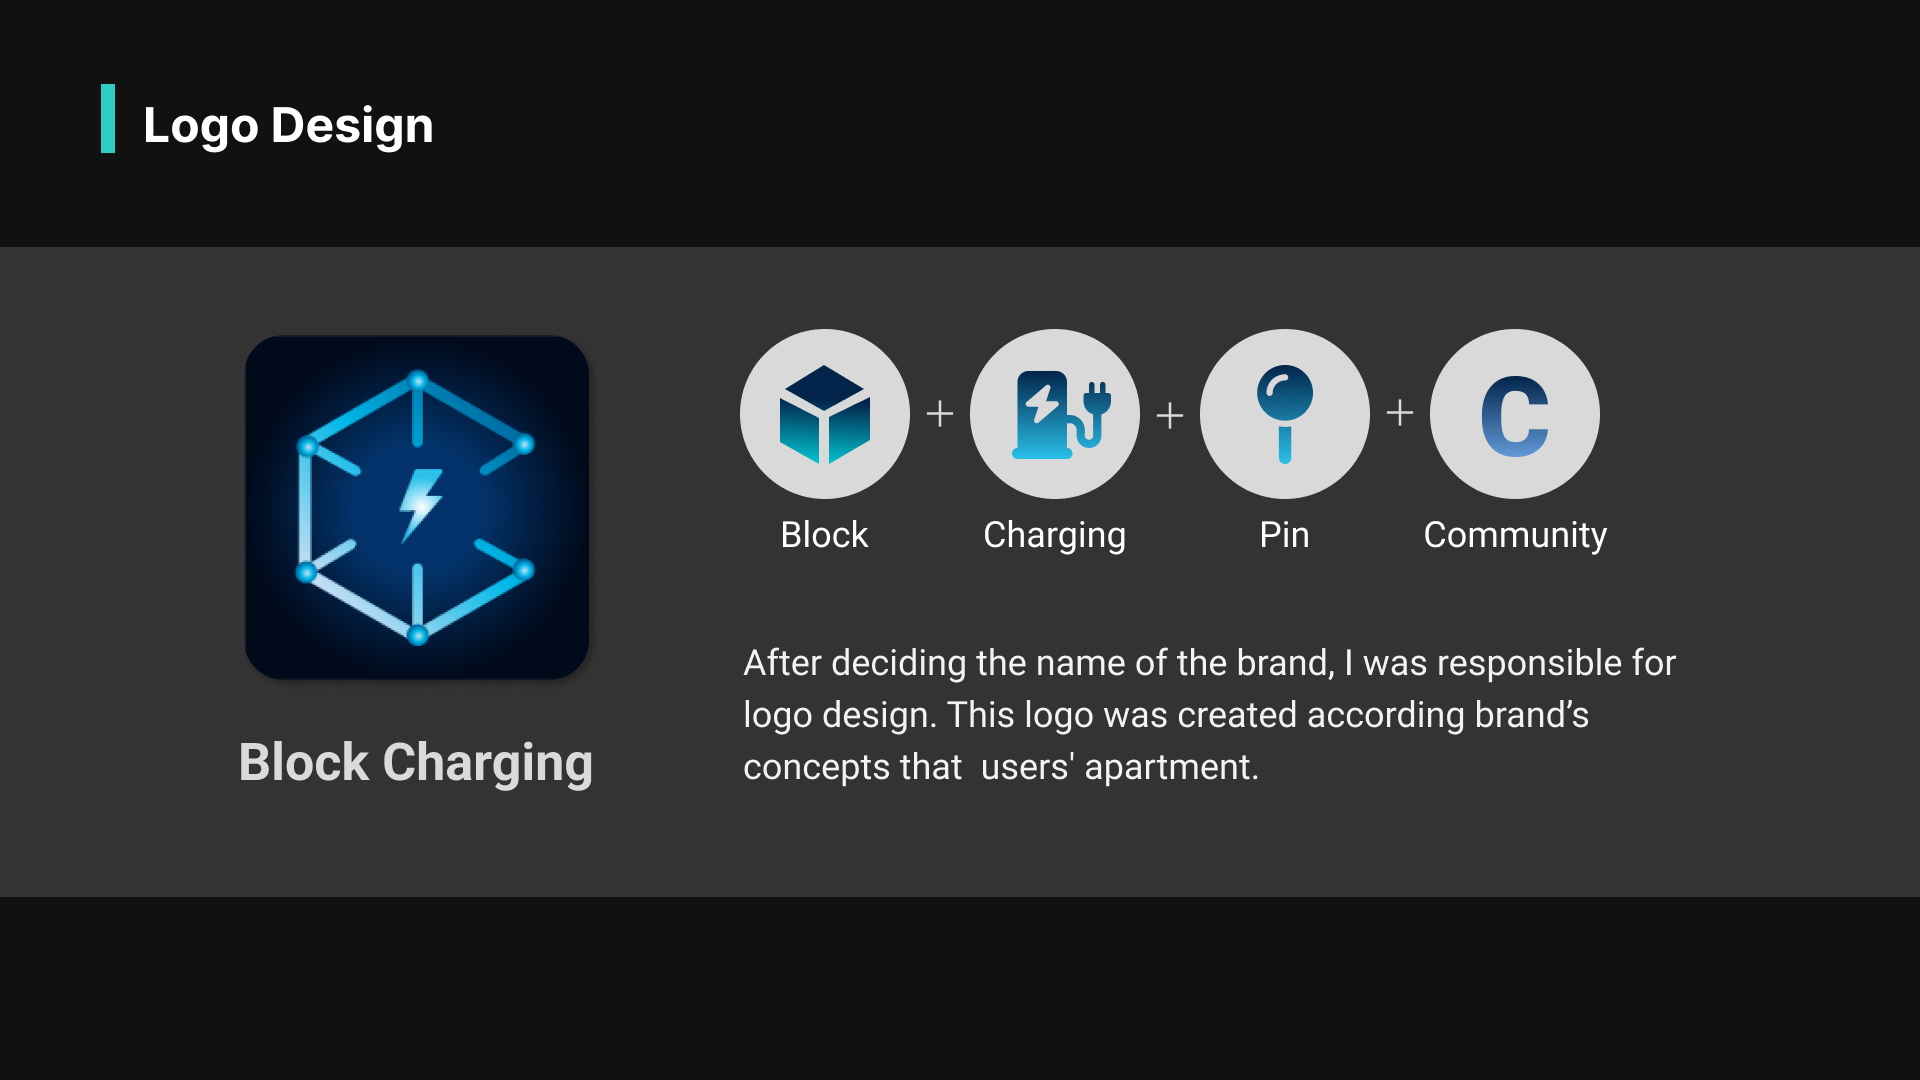 Logo Design
C
Block
Charging
Pin
Community
After deciding the name of the brand, I was responsible for
logo design. This logo was created according brand’s
concepts that  users' apartment.
Block Charging